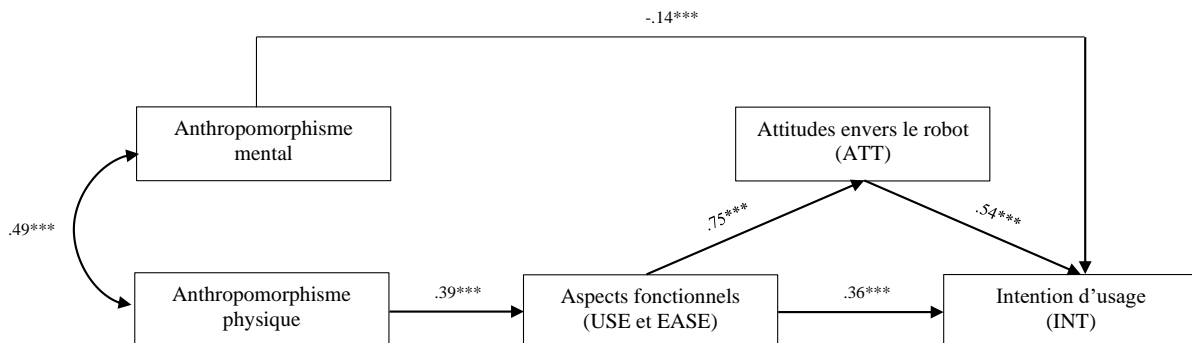 -.14***
Anthropomorphisme
mental
Attitudes envers le robot
(ATT)
.49***
.75***
.54***
Anthropomorphisme
physique
.39***
Aspects fonctionnels
(USE et EASE)
.36***
Intention d’usage
(INT)